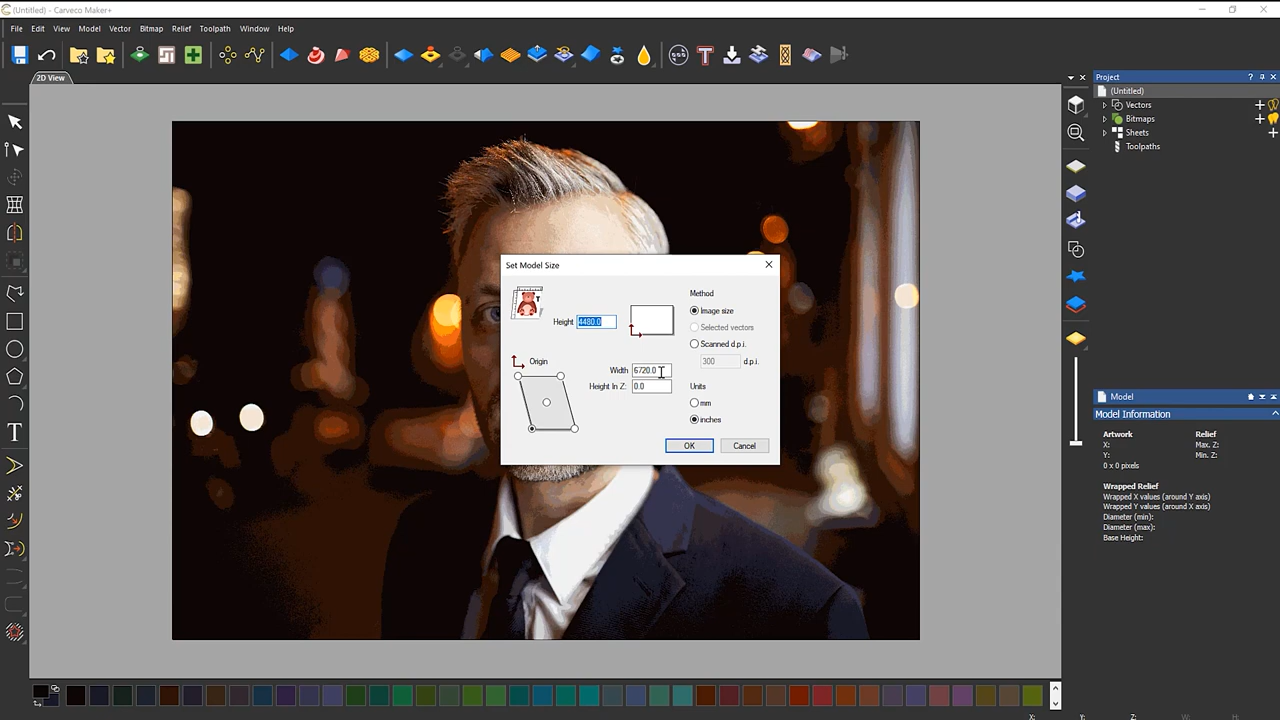 (Untitled) - Carveco Maker+
File Edit View Model Vector Bitmap Relief Toolpath Window Help
2D View
Project
(Untitled)
Vectors
Bitmaps
Sheets
Toolpaths
Set Model Size
Height 4480.0
Origin
Width 6720.0
Height In Z: 0.0
Method
Image size
Selected vectors
Scanned d.p.i.
300 d.p.i.
Units
mm
inches
OK Cancel
Model
Model Information
Artwork Relief
X: Max. Z:
Y: Min. Z:
0 x 0 pixels
Wrapped Relief
Wrapped X values (around Y axis)
Wrapped Y values (around X axis)
Diameter (min):
Diameter (max):
Base Height:
X: Y: Z: W: H: